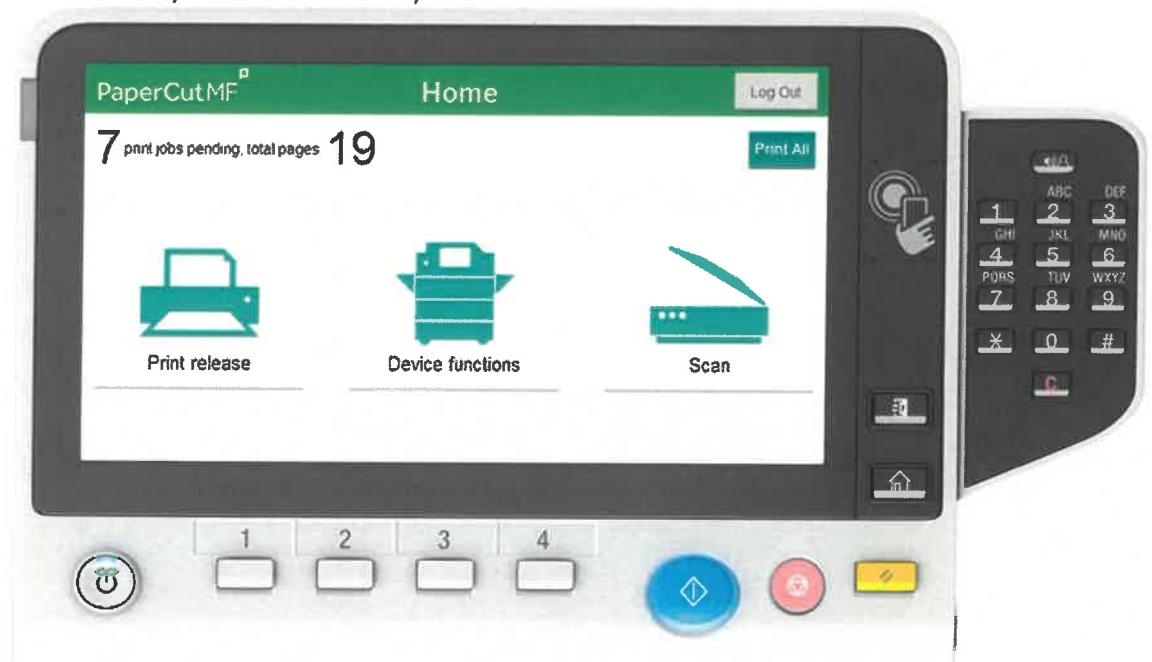 PaperCutMF
Home
Log Out
7 print jobs pending, total pages 19
Print All
Print release
Device functions
Scan
ABC DEF
1 2 3
GHI JKL MNO
4 5 6
PQRS TUV WXYZ
7 8 9
* 0 #
C
1 2 3 4